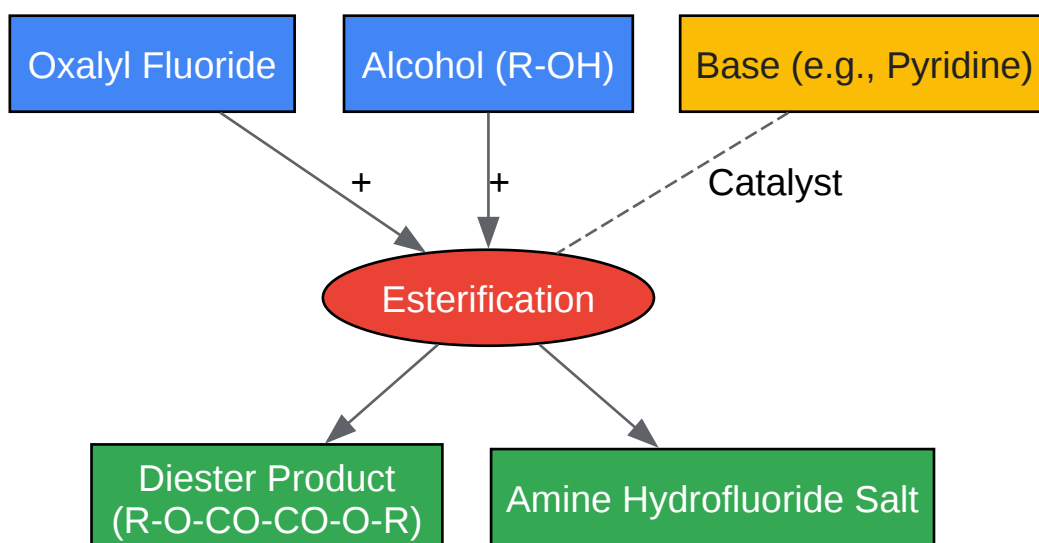 Oxalyl Fluoride
Alcohol (R-OH)
Base (e.g., Pyridine)
+
+
Catalyst
Esterification
Diester Product
(R-O-CO-CO-O-R)
Amine Hydrofluoride Salt